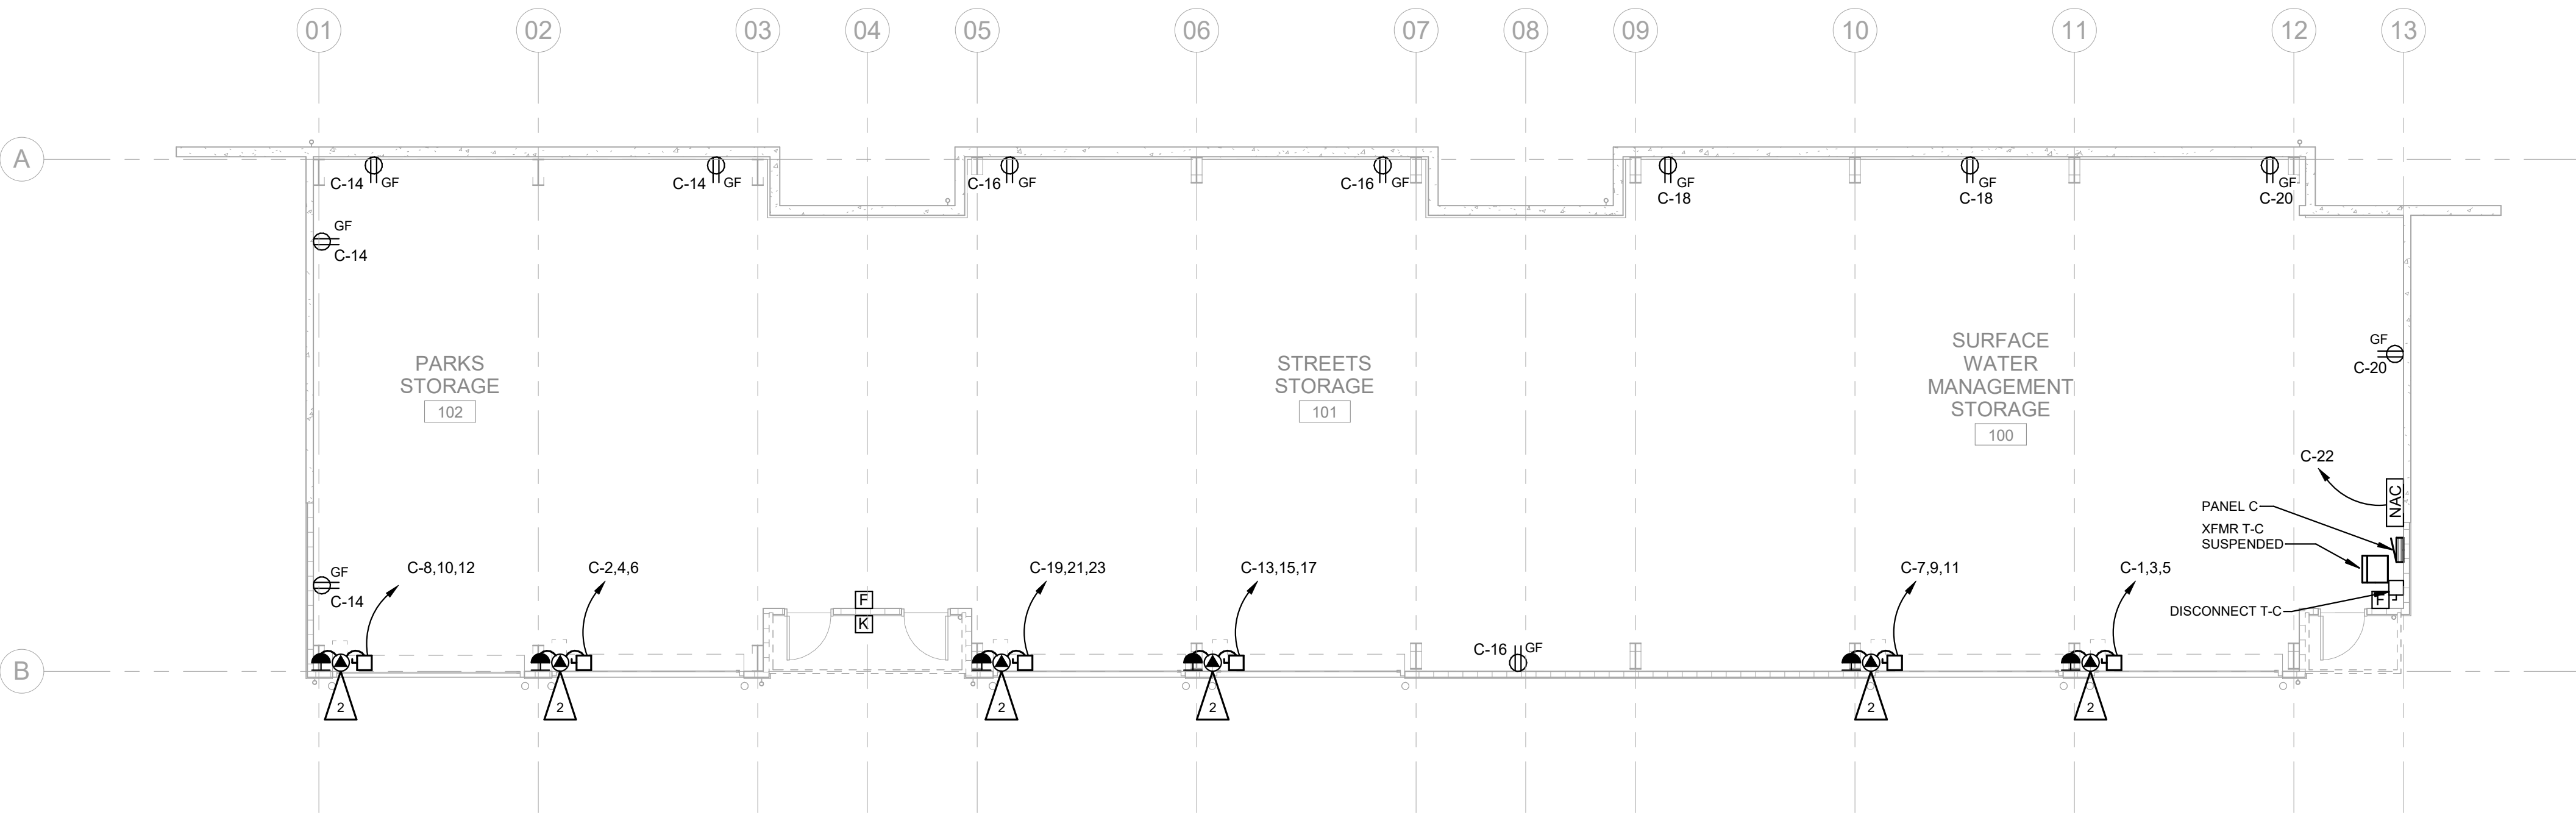 01 02 03 04 05 06 07 08 09 10 11 12 13
A
C-14 GF
C-14 GF
C-16 GF
C-16 GF
GF
C-18
GF
C-18
GF
C-20
GF
C-14
GF
C-20
PARKS
STORAGE
102
STREETS
STORAGE
101
SURFACE
WATER
MANAGEMENT
STORAGE
100
C-22
NAC
PANEL C
XFMR T-C
SUSPENDED
DISCONNECT T-C
F
GF
C-14
C-8,10,12
C-2,4,6
C-19,21,23
C-13,15,17
C-7,9,11
C-1,3,5
F
K
C-16 GF
B
2 2 2 2 2 2